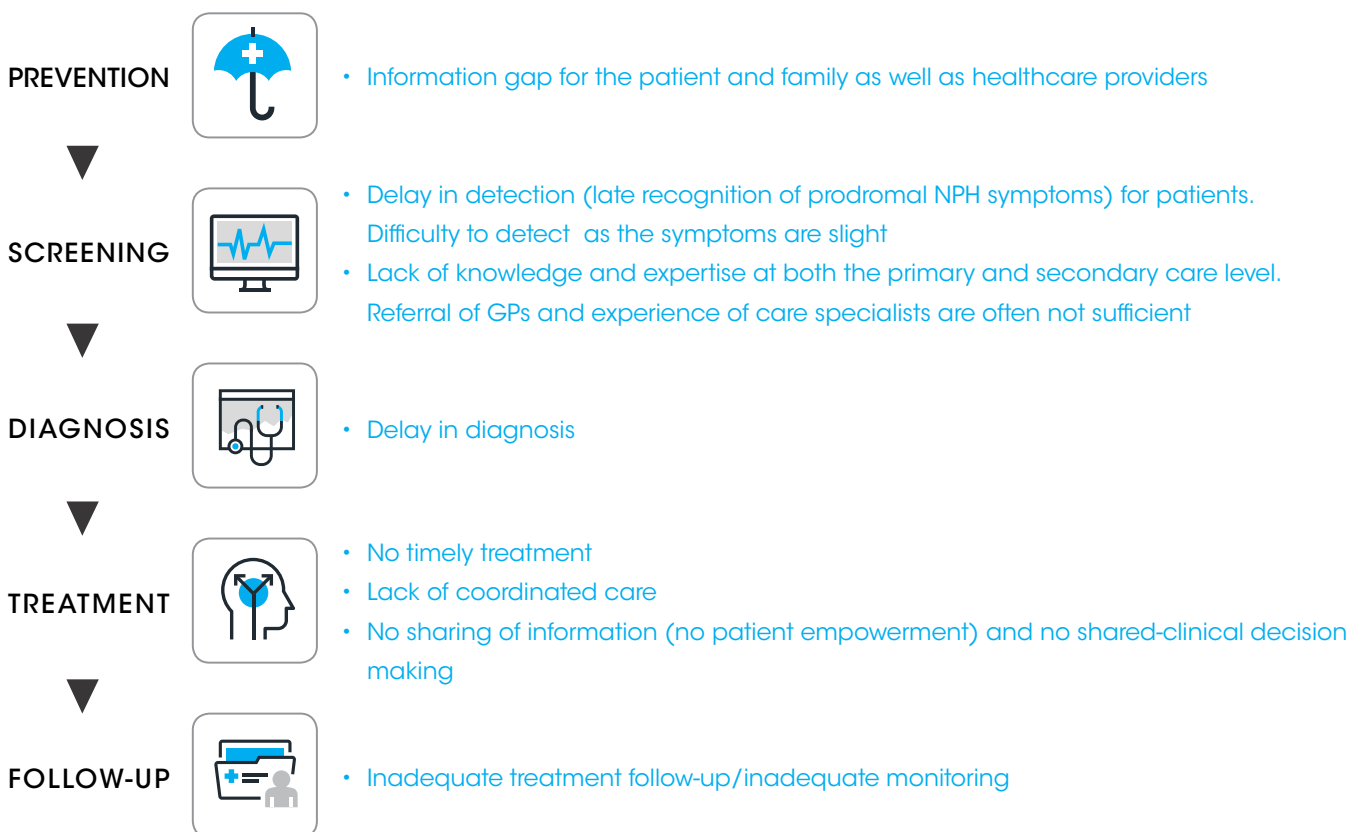 PREVENTION
• Information gap for the patient and family as well as healthcare providers
SCREENING
• Delay in detection (late recognition of prodromal NPH symptoms) for patients.
Difficulty to detect as the symptoms are slight
• Lack of knowledge and expertise at both the primary and secondary care level.
Referral of GPs and experience of care specialists are often not sufficient
DIAGNOSIS
• Delay in diagnosis
TREATMENT
• No timely treatment
• Lack of coordinated care
• No sharing of information (no patient empowerment) and no shared-clinical decision
making
FOLLOW-UP
• Inadequate treatment follow-up/inadequate monitoring